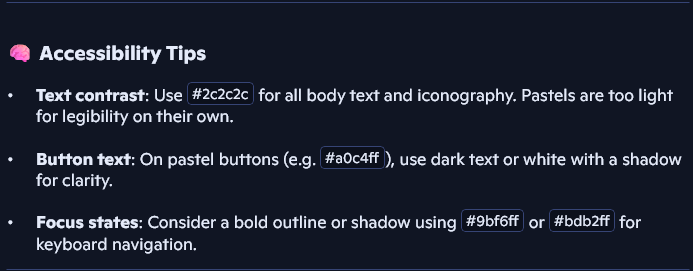 🧠 Accessibility Tips
• Text contrast: Use #2c2c2c for all body text and iconography. Pastels are too light
for legibility on their own.
• Button text: On pastel buttons (e.g. #a0c4ff), use dark text or white with a shadow
for clarity.
• Focus states: Consider a bold outline or shadow using #9bf6ff or #bdb2ff for
keyboard navigation.